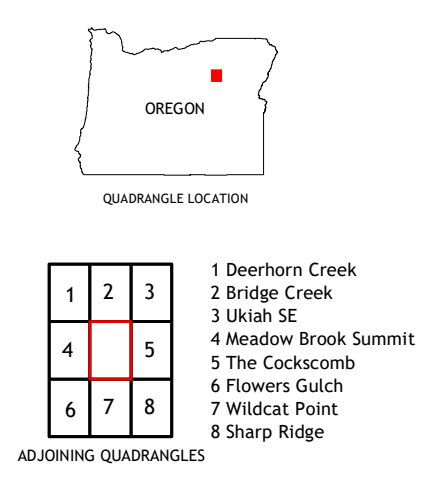 OREGON
QUADRANGLE LOCATION
1 2 3
4 5
6 7 8
ADJOINING QUADRANGLES
1 Deerhorn Creek
2 Bridge Creek
3 Ukiah SE
4 Meadow Brook Summit
5 The Cockscomb
6 Flowers Gulch
7 Wildcat Point
8 Sharp Ridge